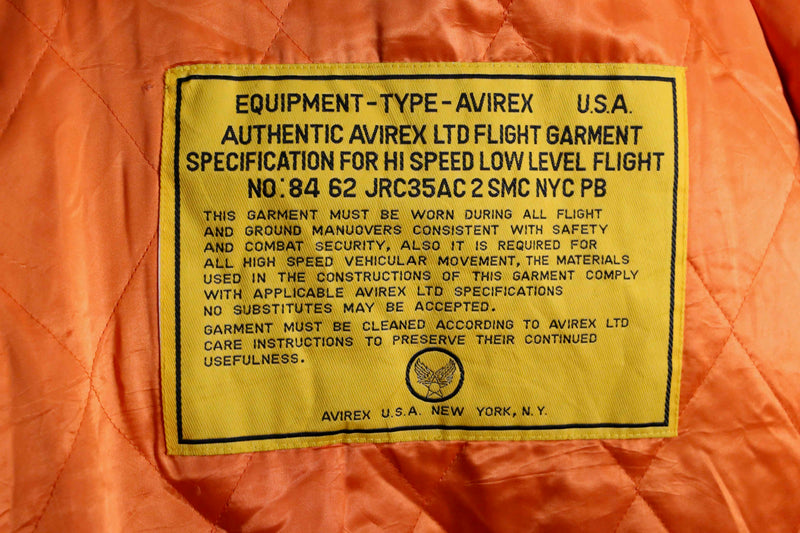 EQUIPMENT-TYPE-AVIREX U.S.A.
AUTHENTIC AVIREX LTD FLIGHT GARMENT
SPECIFICATION FOR HI SPEED LOW LEVEL FLIGHT
NO: 84 62 JRC35AC 2 SMC NYC PB
THIS GARMENT MUST BE WORN DURING ALL FLIGHT
AND GROUND MANUOVERS CONSISTENT WITH SAFETY
AND COMBAT SECURITY, ALSO IT IS REQUIRED FOR
ALL HIGH SPEED VEHICULAR MOVEMENT, THE MATERIALS
USED IN THE CONSTRUCTIONS OF THIS GARMENT COMPLY
WITH APPLICABLE AVIREX LTD SPECIFICATIONS
NO SUBSTITUTES MAY BE ACCEPTED.
GARMENT MUST BE CLEANED ACCORDING TO AVIREX LTD
CARE INSTRUCTIONS TO PRESERVE THEIR CONTINUED
USEFULNESS.
AVIREX U.S.A. NEW YORK, N.Y.